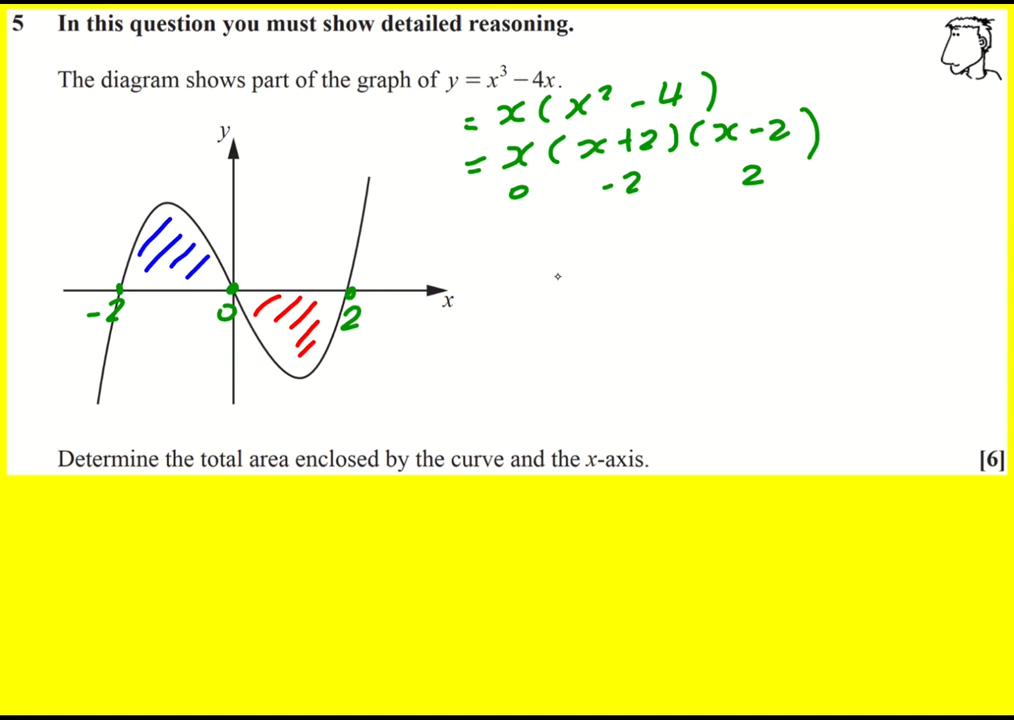 5 In this question you must show detailed reasoning.
The diagram shows part of the graph of y = x³ − 4x.
= x(x² - 4)
= x(x+2)(x-2)
0 -2 2
y
x
-2 0 2
Determine the total area enclosed by the curve and the x-axis. [6]